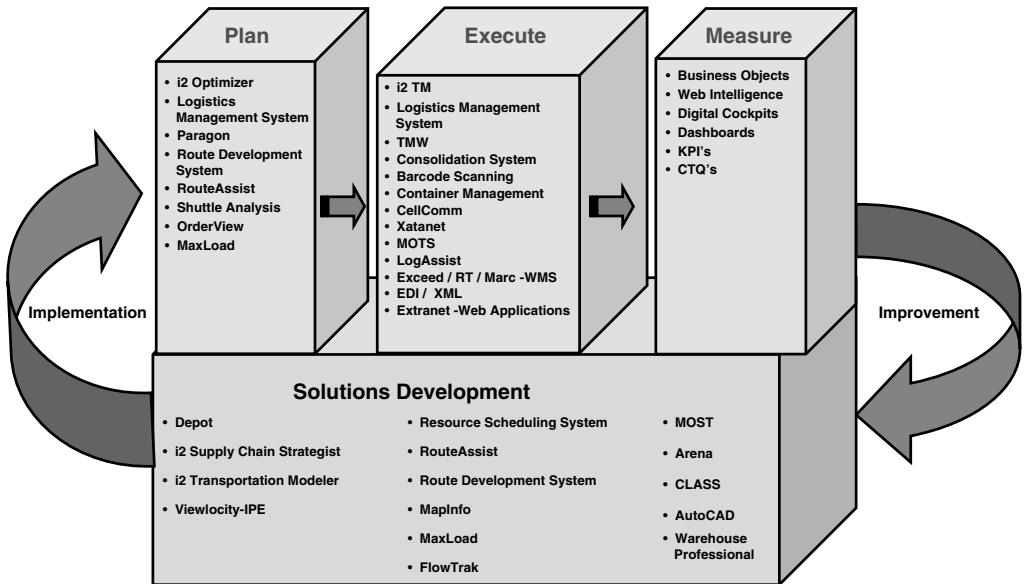 Plan
• i2 Optimizer
• Logistics
Management System
• Paragon
• Route Development
System
• RouteAssist
• Shuttle Analysis
• OrderView
• MaxLoad
Execute
• i2 TM
• Logistics Management
System
• TMW
• Consolidation System
• Barcode Scanning
• Container Management
• CellComm
• Xatanet
• MOTS
• LogAssist
• Exceed / RT / Marc -WMS
• EDI / XML
• Extranet -Web Applications
Measure
• Business Objects
• Web Intelligence
• Digital Cockpits
• Dashboards
• KPI's
• CTQ's
Implementation
Improvement
Solutions Development
• Depot
• i2 Supply Chain Strategist
• i2 Transportation Modeler
• Viewlocity-IPE
• Resource Scheduling System
• RouteAssist
• Route Development System
• MapInfo
• MaxLoad
• FlowTrak
• MOST
• Arena
• CLASS
• AutoCAD
• Warehouse
Professional